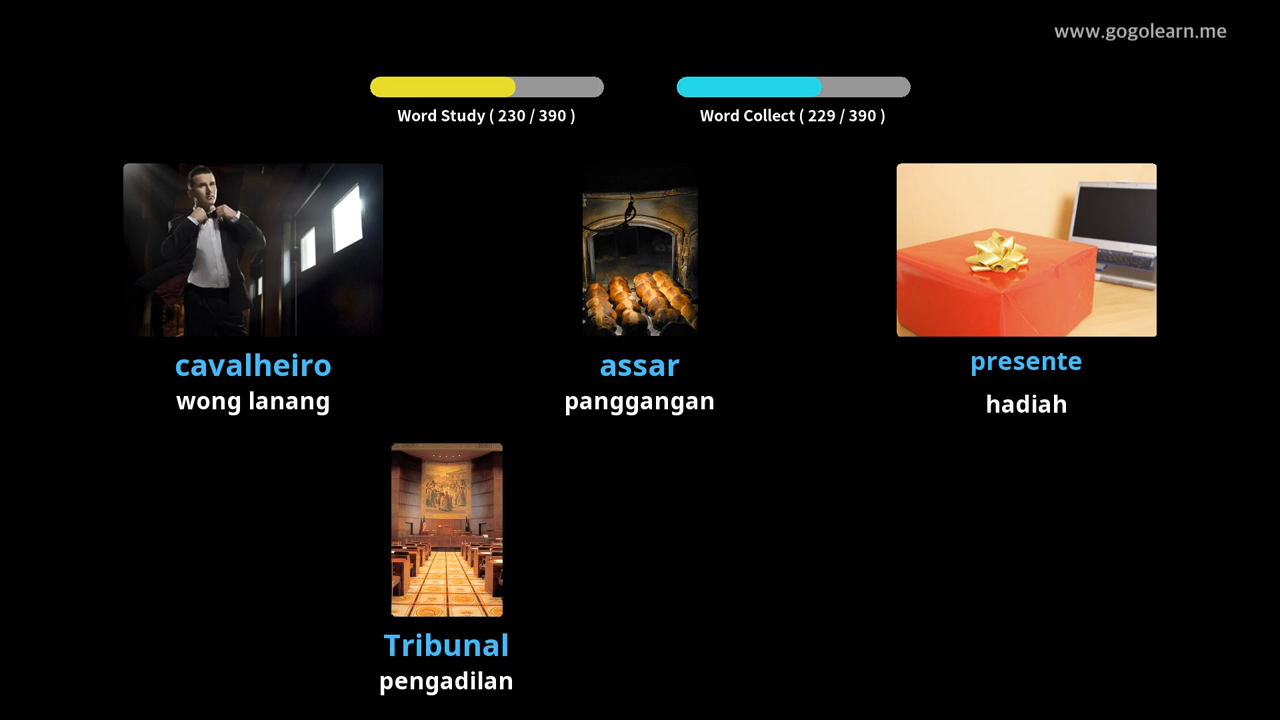 www.gogolearn.me
Word Study ( 230 / 390 )
Word Collect ( 229 / 390 )
cavalheiro
wong lanang
assar
panggangan
presente
hadiah
Tribunal
pengadilan